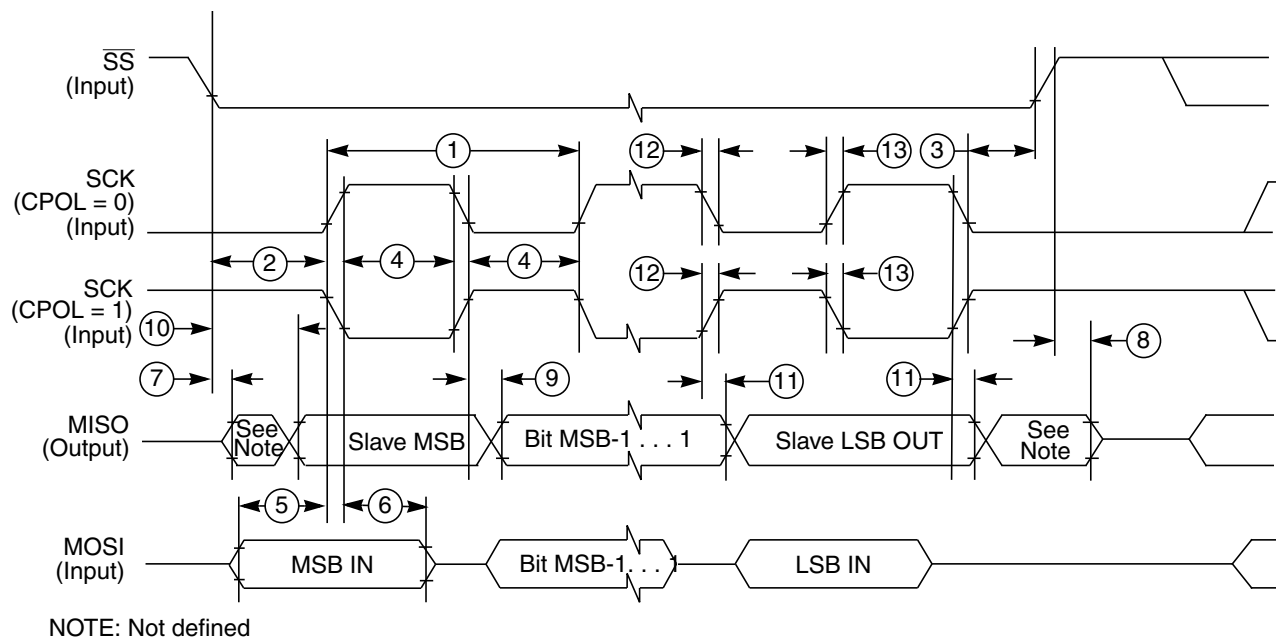 SS
(Input)
1
12
13
3
SCK
(CPOL = 0)
(Input)
2
4
4
12
13
SCK
(CPOL = 1)
(Input)
10
8
7
9
11
11
MISO
(Output)
See
Note
Slave MSB
Bit MSB-1 . . . 1
Slave LSB OUT
See
Note
5
6
MOSI
(Input)
MSB IN
Bit MSB-1. . . 1
LSB IN
NOTE: Not defined